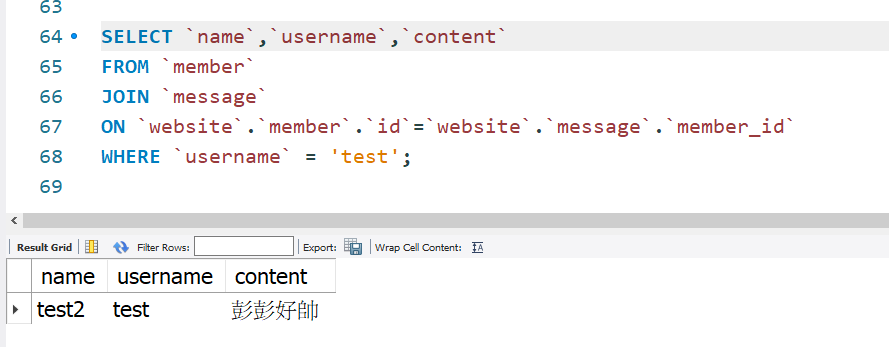 63
64 SELECT `name`,`username`,`content`
65 FROM `member`
66 JOIN `message`
67 ON `website`.`member`.`id`=`website`.`message`.`member_id`
68 WHERE `username` = 'test';
69
Result Grid Filter Rows: Export: Wrap Cell Content: IA
name username content
test2 test 彭彭好帥